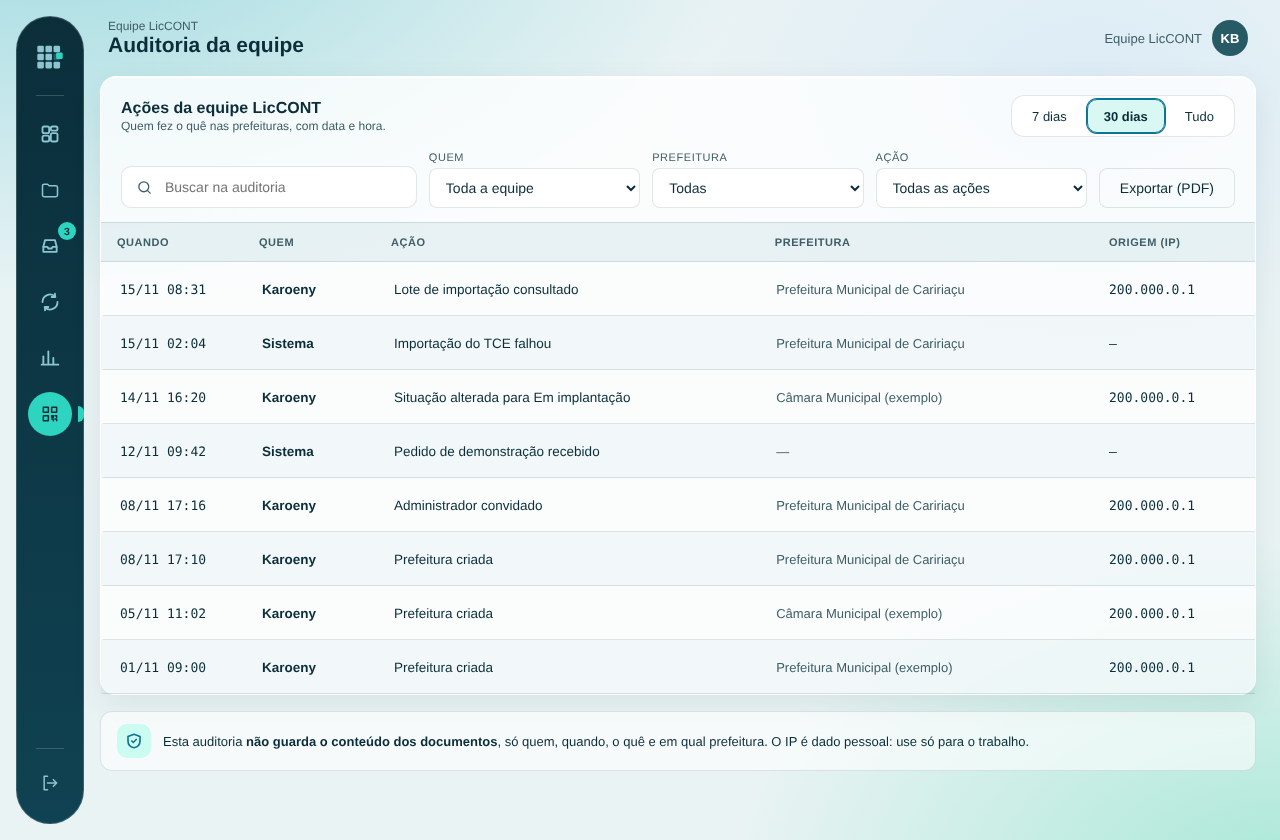 Equipe LicCONT
Auditoria da equipe
Equipe LicCONT
KB
Ações da equipe LicCONT
Quem fez o quê nas prefeituras, com data e hora.
7 dias
30 dias
Tudo
3
QUEM
PREFEITURA
AÇÃO
Buscar na auditoria
Toda a equipe
Todas
Todas as ações
Exportar (PDF)
QUANDO QUEM AÇÃO PREFEITURA ORIGEM (IP)
15/11 08:31 Karoeny Lote de importação consultado Prefeitura Municipal de Caririaçu 200.000.0.1
15/11 02:04 Sistema Importação do TCE falhou Prefeitura Municipal de Caririaçu –
14/11 16:20 Karoeny Situação alterada para Em implantação Câmara Municipal (exemplo) 200.000.0.1
12/11 09:42 Sistema Pedido de demonstração recebido — –
08/11 17:16 Karoeny Administrador convidado Prefeitura Municipal de Caririaçu 200.000.0.1
08/11 17:10 Karoeny Prefeitura criada Prefeitura Municipal de Caririaçu 200.000.0.1
05/11 11:02 Karoeny Prefeitura criada Câmara Municipal (exemplo) 200.000.0.1
01/11 09:00 Karoeny Prefeitura criada Prefeitura Municipal (exemplo) 200.000.0.1
Esta auditoria não guarda o conteúdo dos documentos, só quem, quando, o quê e em qual prefeitura. O IP é dado pessoal: use só para o trabalho.